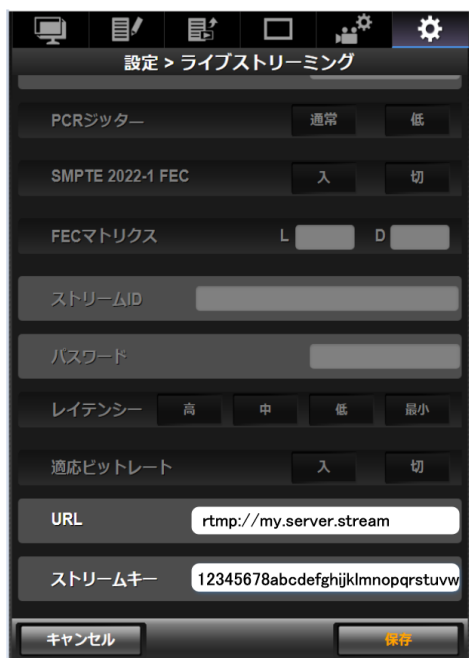 設定 > ライブストリーミング
PCRジッター 通常 低
SMPTE 2022-1 FEC 入 切
FECマトリクス L D
ストリームID
パスワード
レイテンシー 高 中 低 最小
適応ビットレート 入 切
URL rtmp://my.server.stream
ストリームキー 12345678abcdefghijklmnopqrstuvw
キャンセル 保存